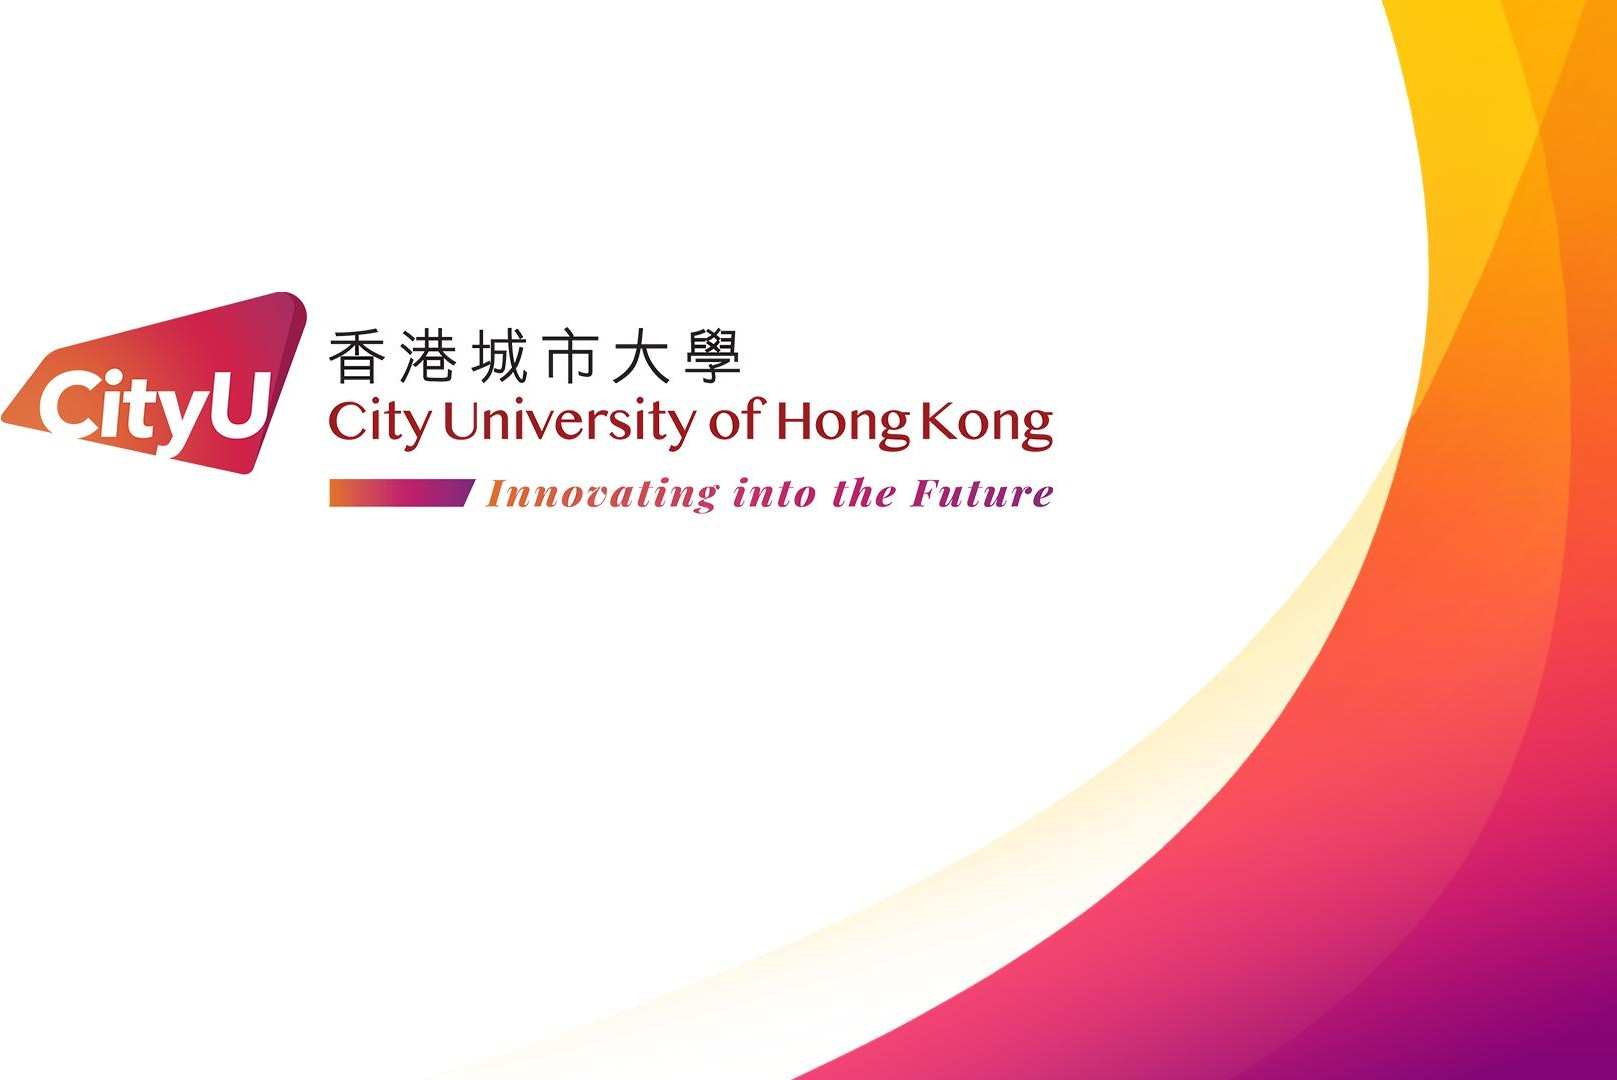 CityU
香港城市大學
City University of Hong Kong
Innovating into the Future